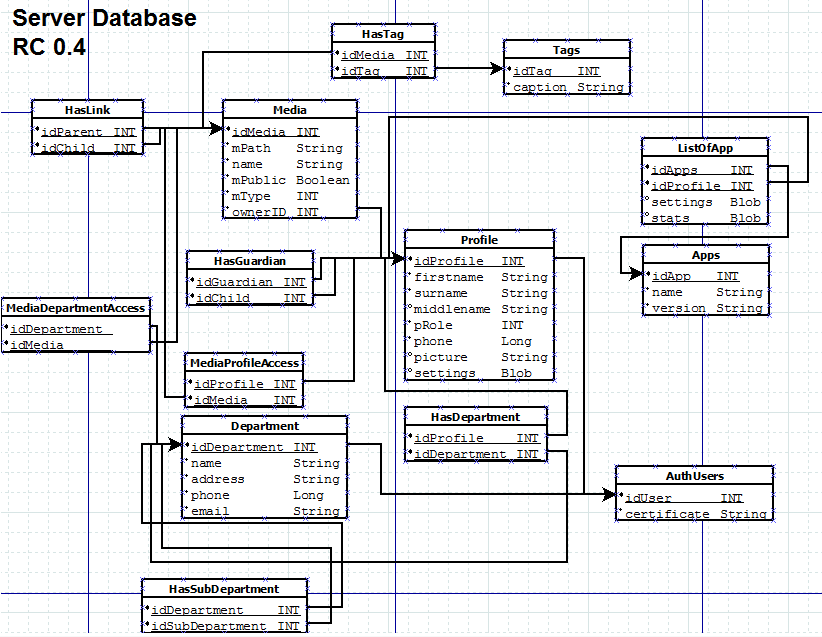 Server Database
RC 0.4
HasTag
idMedia INT
idTag INT
Tags
idTag INT
caption String
HasLink
idParent INT
idChild INT
Media
idMedia INT
mPath String
name String
mPublic Boolean
mType INT
ownerID INT
ListOfApp
idApps INT
idProfile INT
settings Blob
stats Blob
HasGuardian
idGuardian INT
idChild INT
Profile
idProfile INT
firstname String
surname String
middlename String
pRole INT
phone Long
picture String
settings Blob
Apps
idApp INT
name String
version String
MediaDepartmentAccess
idDepartment
idMedia
MediaProfileAccess
idProfile INT
idMedia INT
Department
idDepartment INT
name String
address String
phone Long
email String
HasDepartment
idProfile INT
idDepartment INT
AuthUsers
idUser INT
certificate String
HasSubDepartment
idDepartment INT
idSubDepartment INT